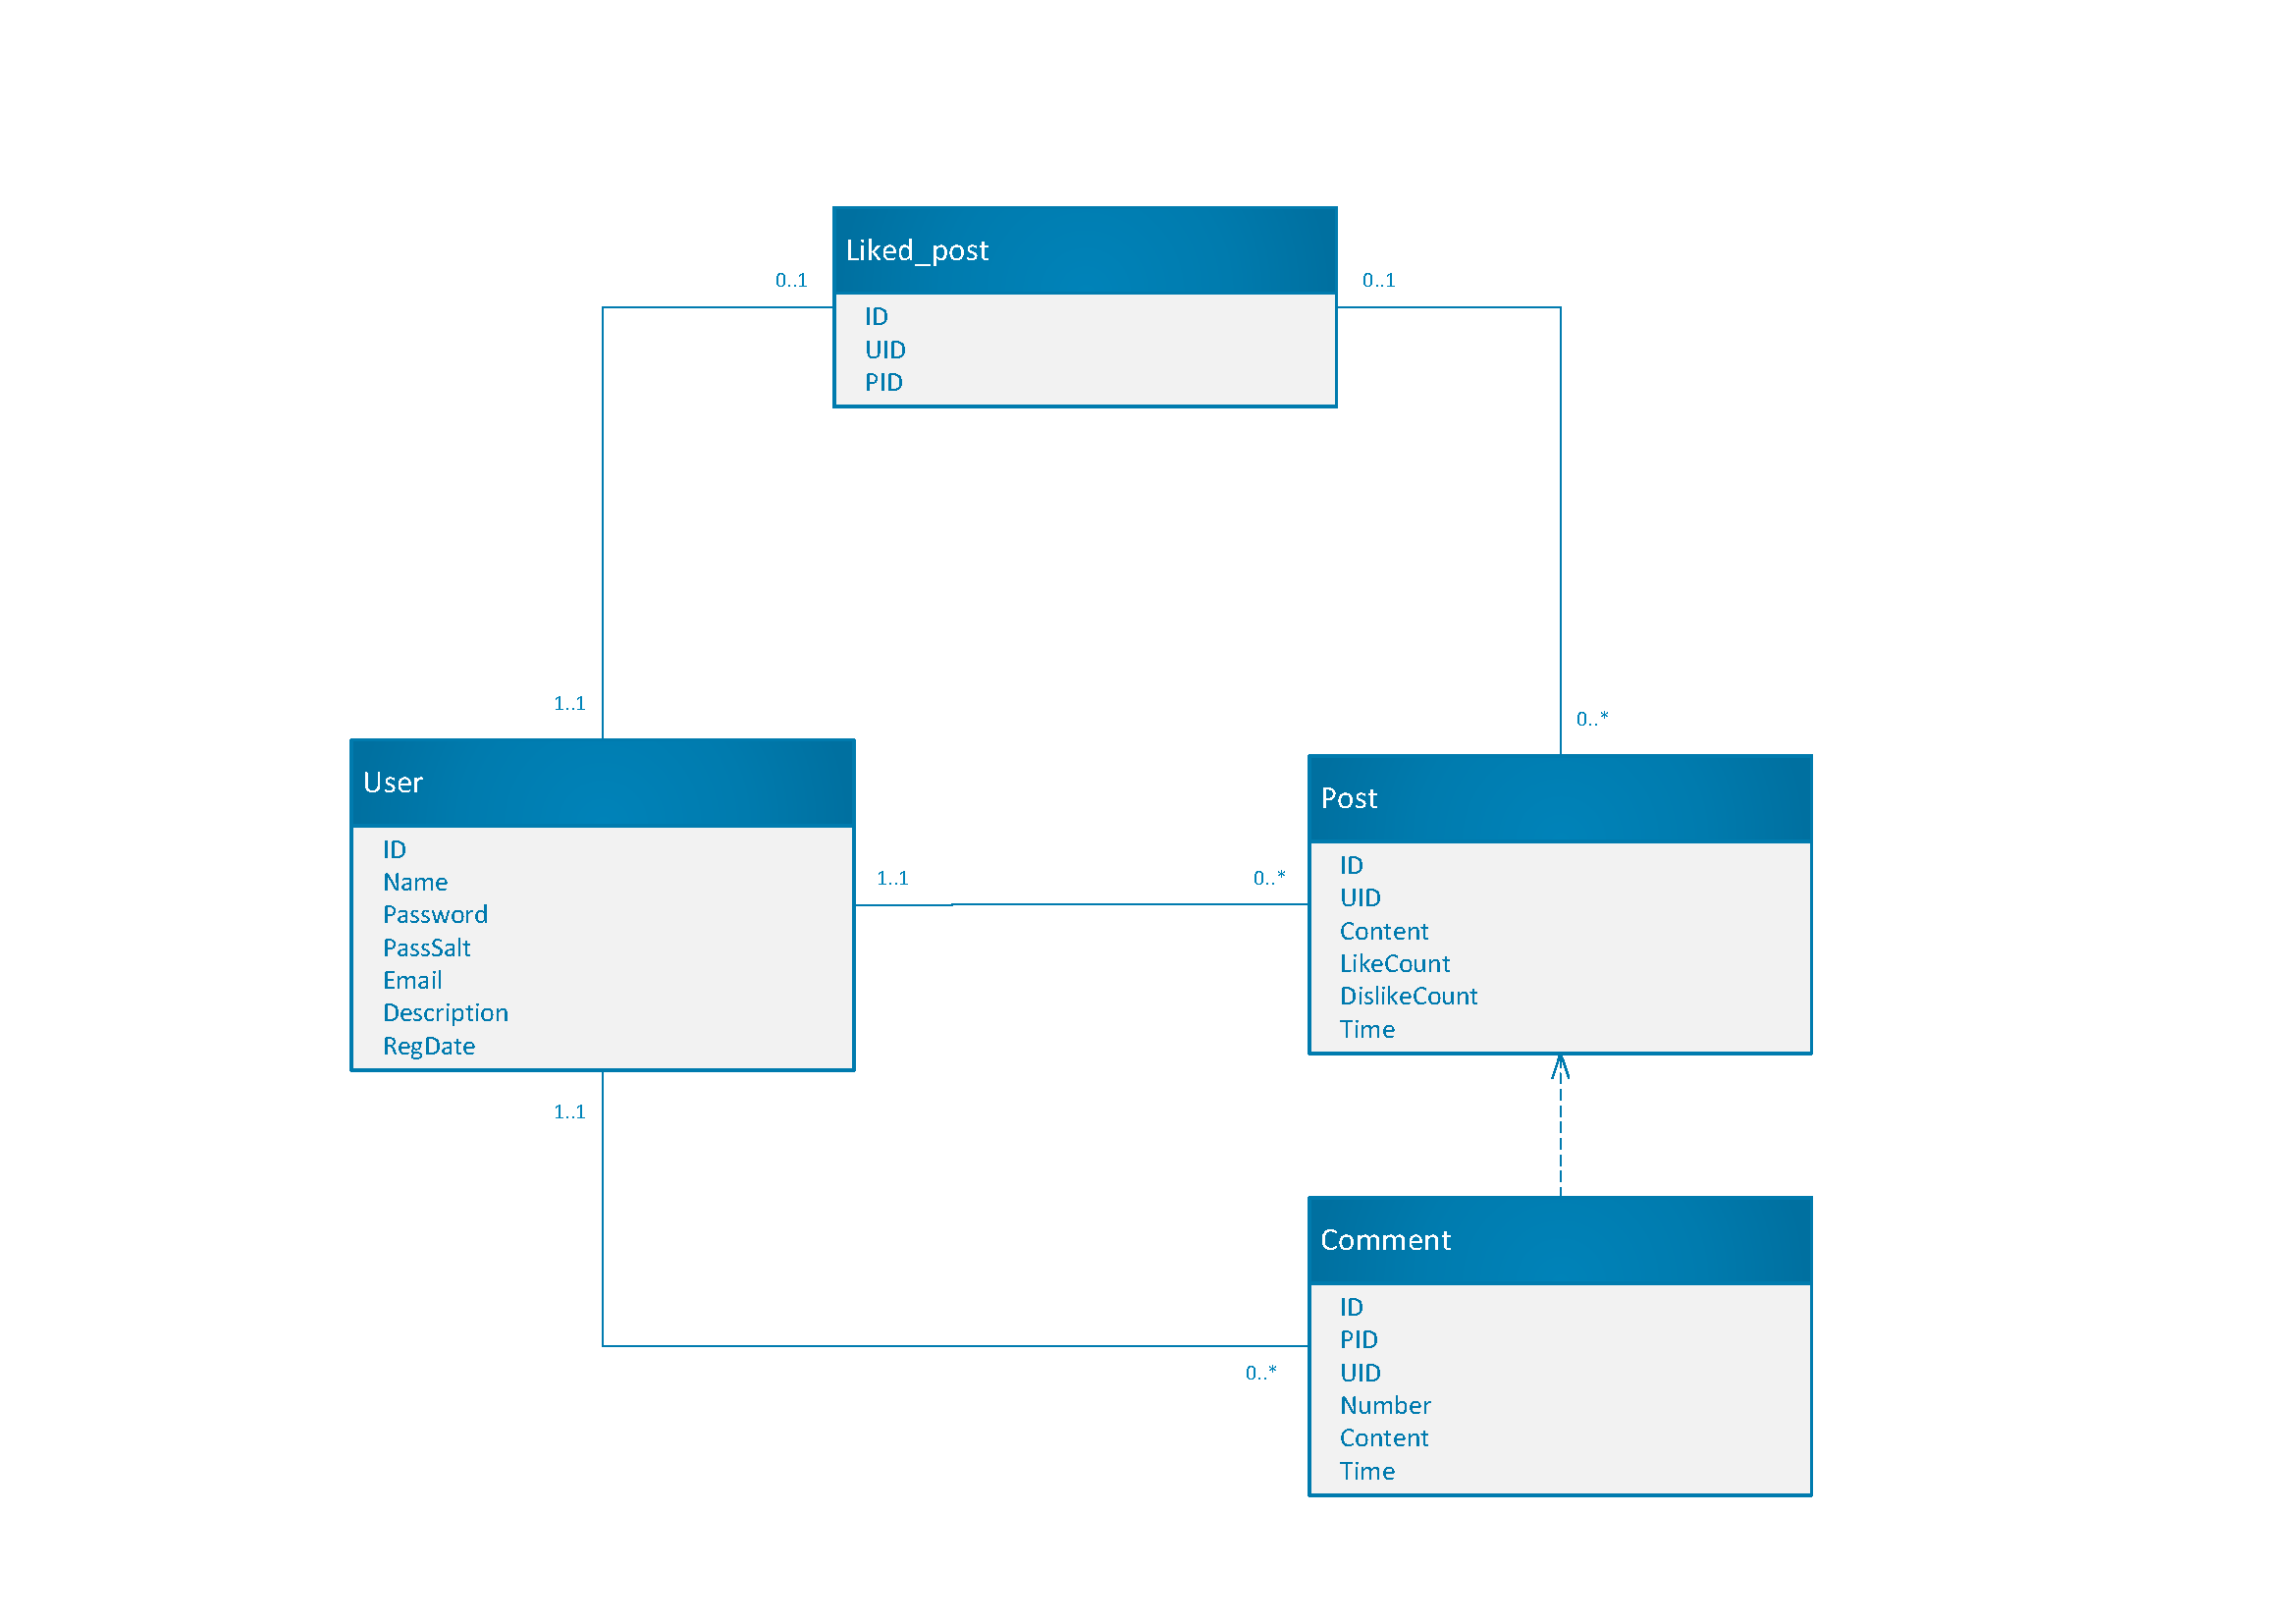 Liked_post
0..1
0..1
ID
UID
PID
1..1
0..*
User
Post
ID
Name
Password
PassSalt
Email
Description
RegDate
1..1
0..*
ID
UID
Content
LikeCount
DislikeCount
Time
1..1
Comment
ID
PID
UID
Number
Content
Time
0..*